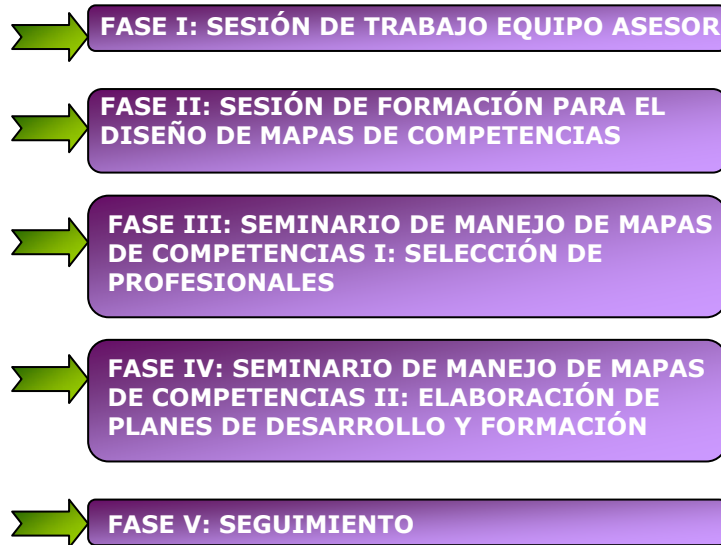 FASE I: SESIÓN DE TRABAJO EQUIPO ASESOR
FASE II: SESIÓN DE FORMACIÓN PARA EL
DISEÑO DE MAPAS DE COMPETENCIAS
FASE III: SEMINARIO DE MANEJO DE MAPAS
DE COMPETENCIAS I: SELECCIÓN DE
PROFESIONALES
FASE IV: SEMINARIO DE MANEJO DE MAPAS
DE COMPETENCIAS II: ELABORACIÓN DE
PLANES DE DESARROLLO Y FORMACIÓN
FASE V: SEGUIMIENTO